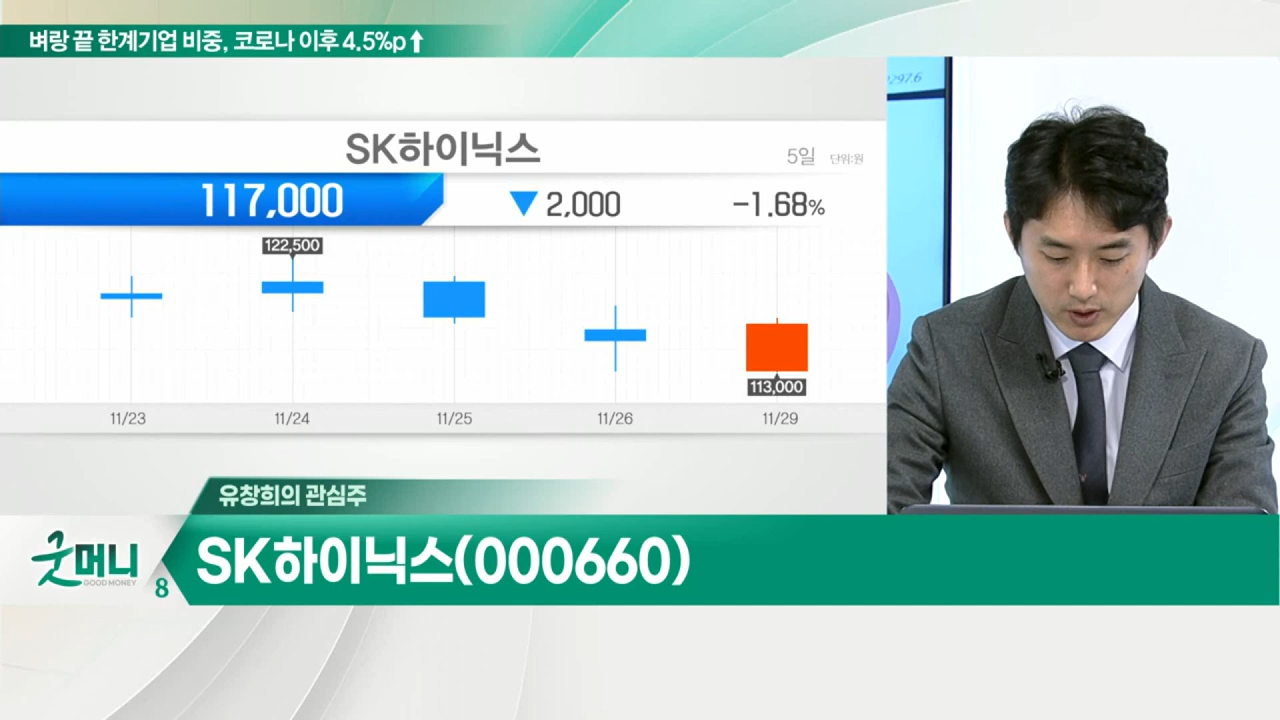 벼랑 끝 한계기업 비중, 코로나 이후 4.5%p↑
297.6
SK하이닉스
5일 단위:원
117,000 ▼2,000 -1.68%
122,500
113,000
11/23 11/24 11/25 11/26 11/29
유창희의 관심주
굿머니
GOOD MONEY
8
SK하이닉스(000660)